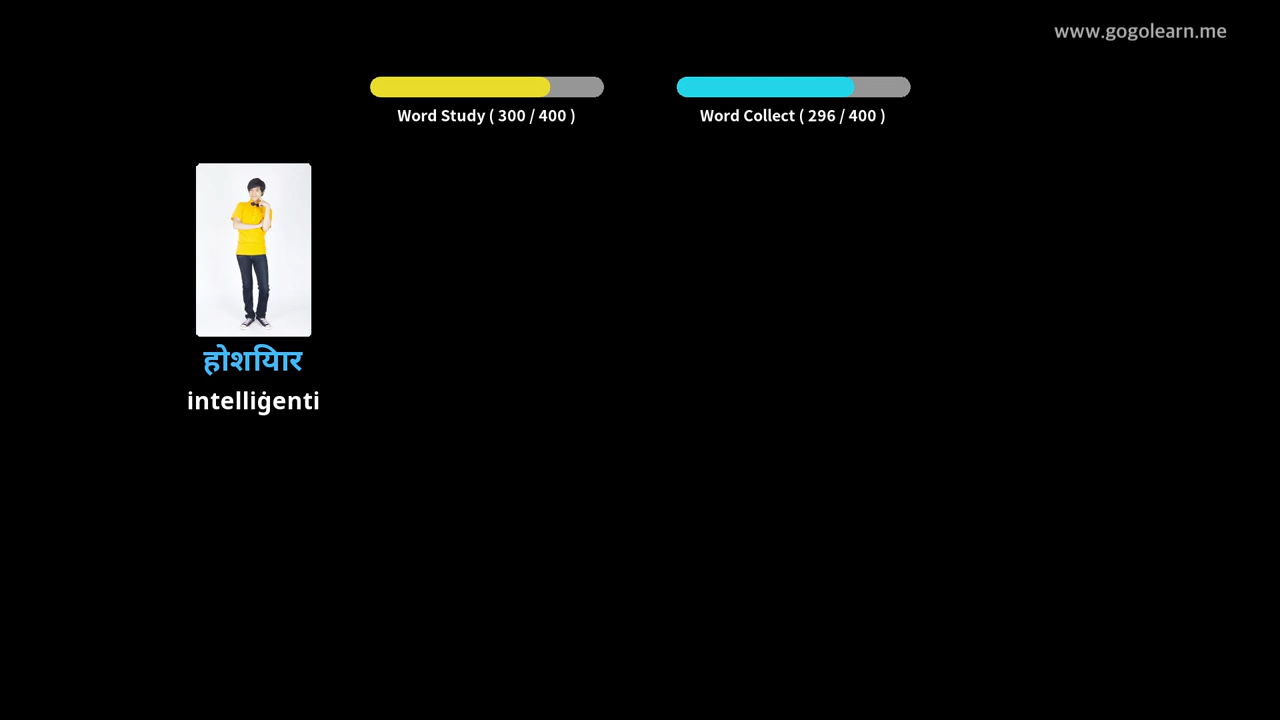 www.gogolearn.me
Word Study ( 300 / 400 )
Word Collect ( 296 / 400 )
होशियार
intelliġenti